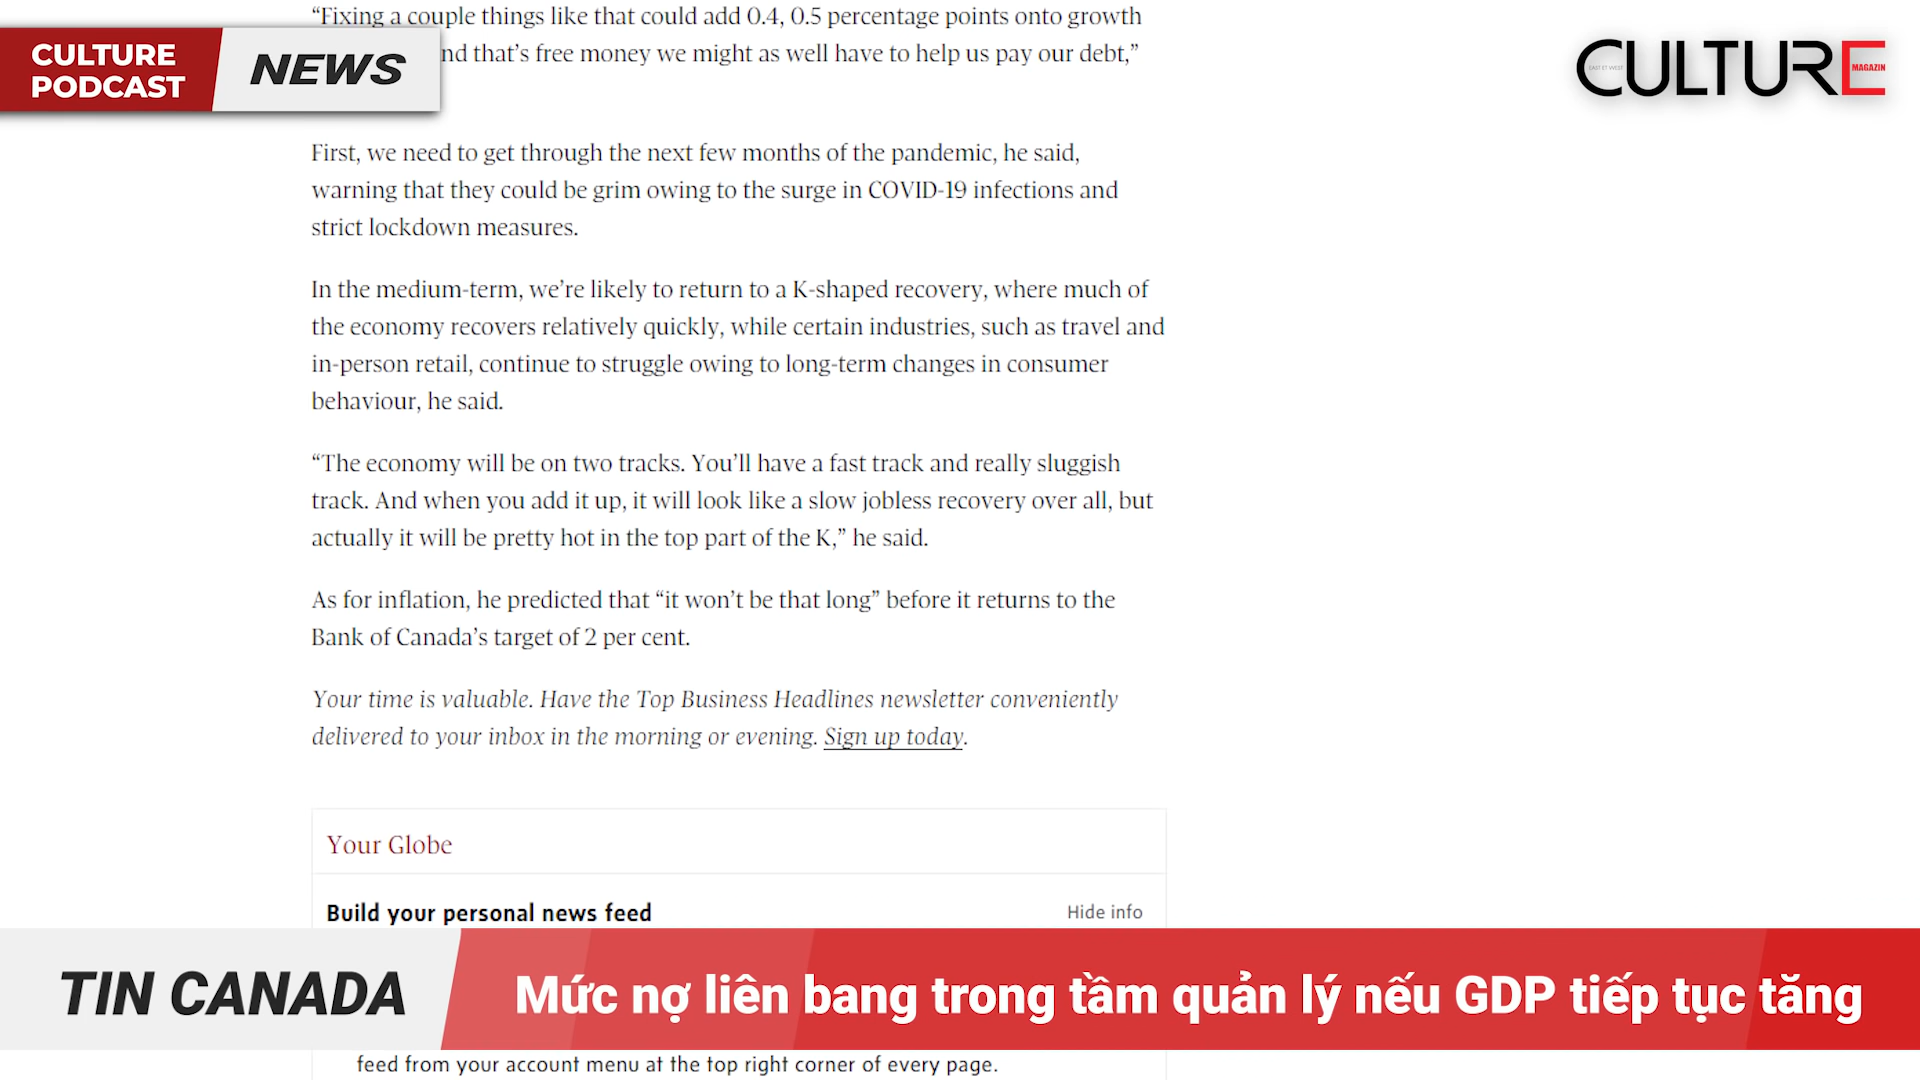 “Fixing a couple things like that could add 0.4, 0.5 percentage points onto growth
nd that’s free money we might as well have to help us pay our debt,”
CULTURE
PODCAST
NEWS
CULTURE
EAST ET WEST
MAGAZIN
First, we need to get through the next few months of the pandemic, he said,
warning that they could be grim owing to the surge in COVID-19 infections and
strict lockdown measures.
In the medium-term, we’re likely to return to a K-shaped recovery, where much of
the economy recovers relatively quickly, while certain industries, such as travel and
in-person retail, continue to struggle owing to long-term changes in consumer
behaviour, he said.
“The economy will be on two tracks. You’ll have a fast track and really sluggish
track. And when you add it up, it will look like a slow jobless recovery over all, but
actually it will be pretty hot in the top part of the K,” he said.
As for inflation, he predicted that “it won’t be that long” before it returns to the
Bank of Canada’s target of 2 per cent.
Your time is valuable. Have the Top Business Headlines newsletter conveniently
delivered to your inbox in the morning or evening. Sign up today.
Your Globe
Build your personal news feed
Hide info
TIN CANADA
Mức nợ liên bang trong tầm quản lý nếu GDP tiếp tục tăng
feed from your account menu at the top right corner of every page.